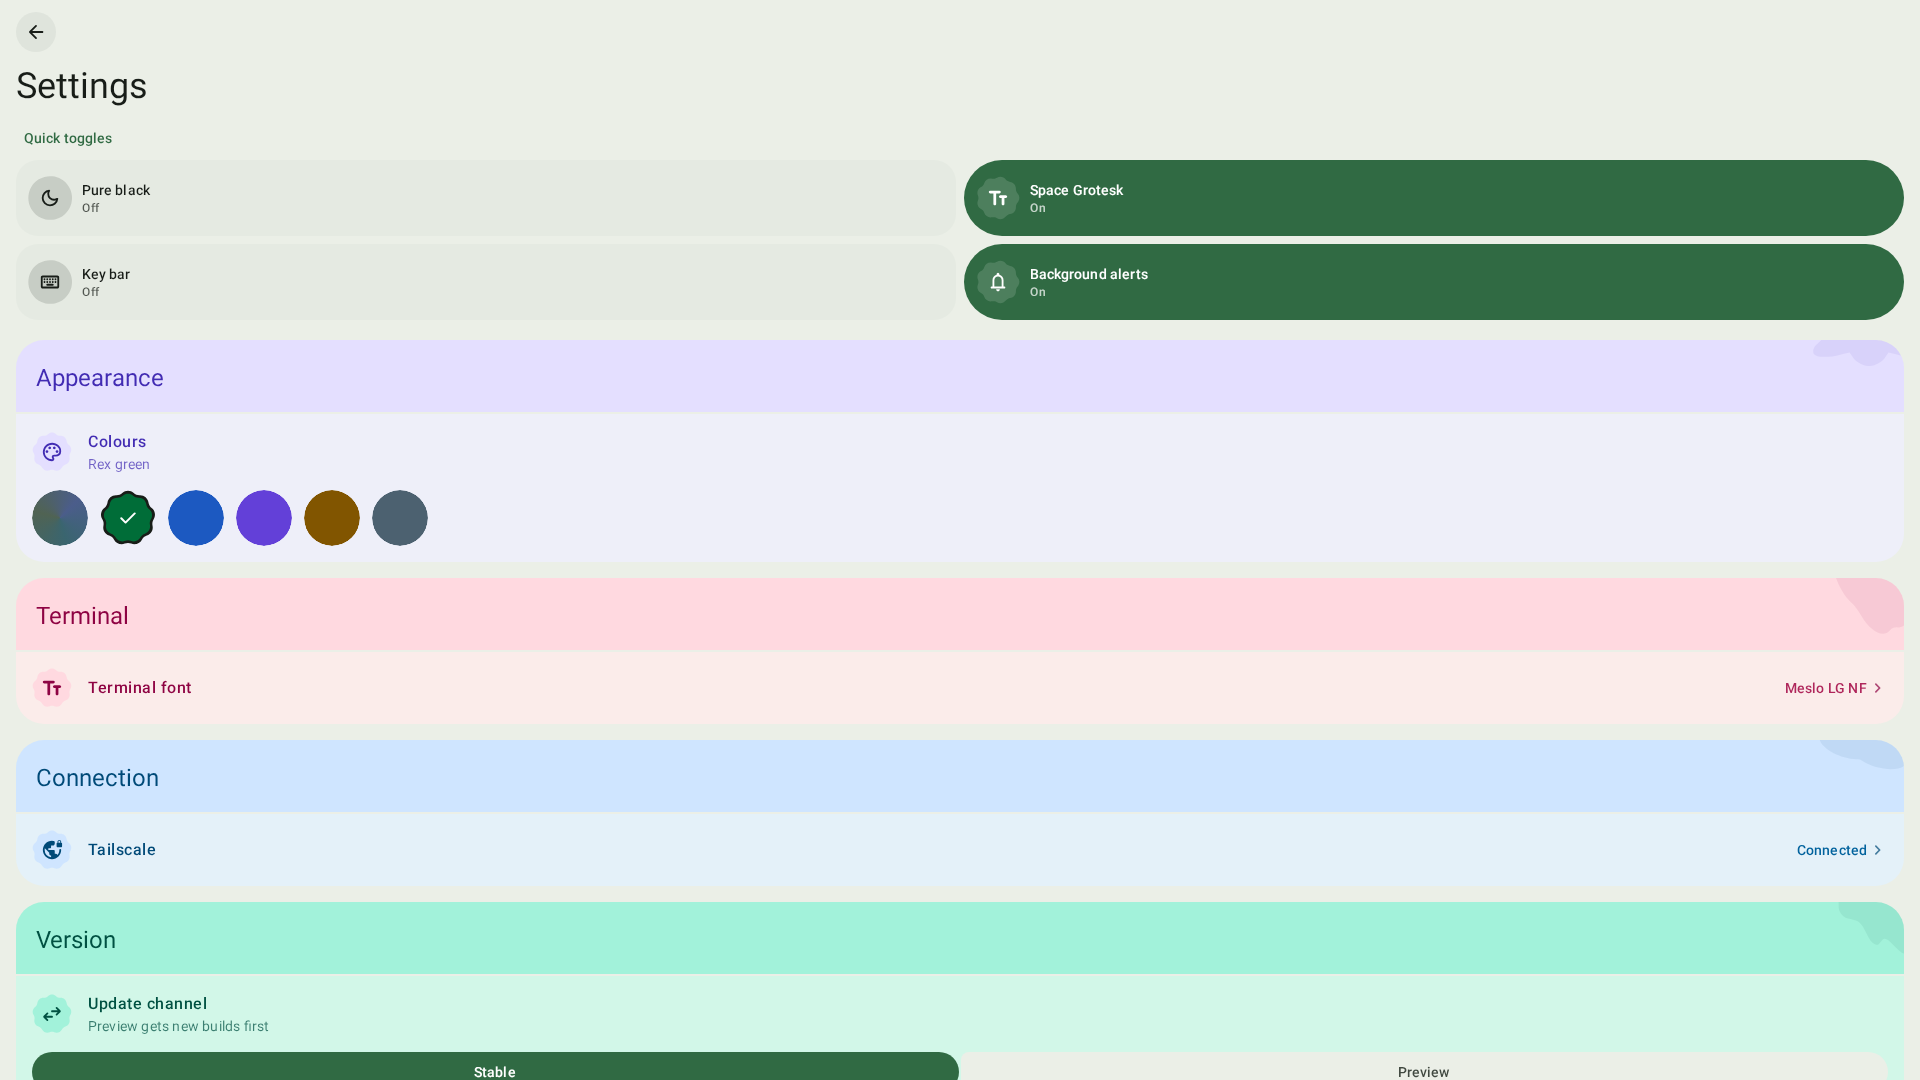 Settings
Quick toggles
Pure black
Off
Space Grotesk
On
Key bar
Off
Background alerts
On
Appearance
Colours
Rex green
Terminal
Terminal font
Meslo LG NF
Connection
Tailscale
Connected
Version
Update channel
Preview gets new builds first
Stable
Preview